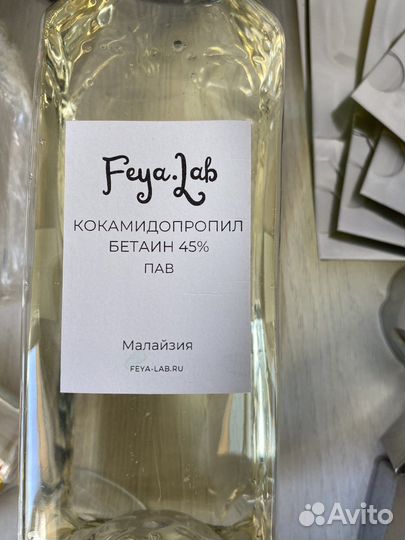 Feya.Lab
КОКАМИДОПРОПИЛ
БЕТАИН 45%
ПАВ
Малайзия
FEYA-LAB.RU
Avito